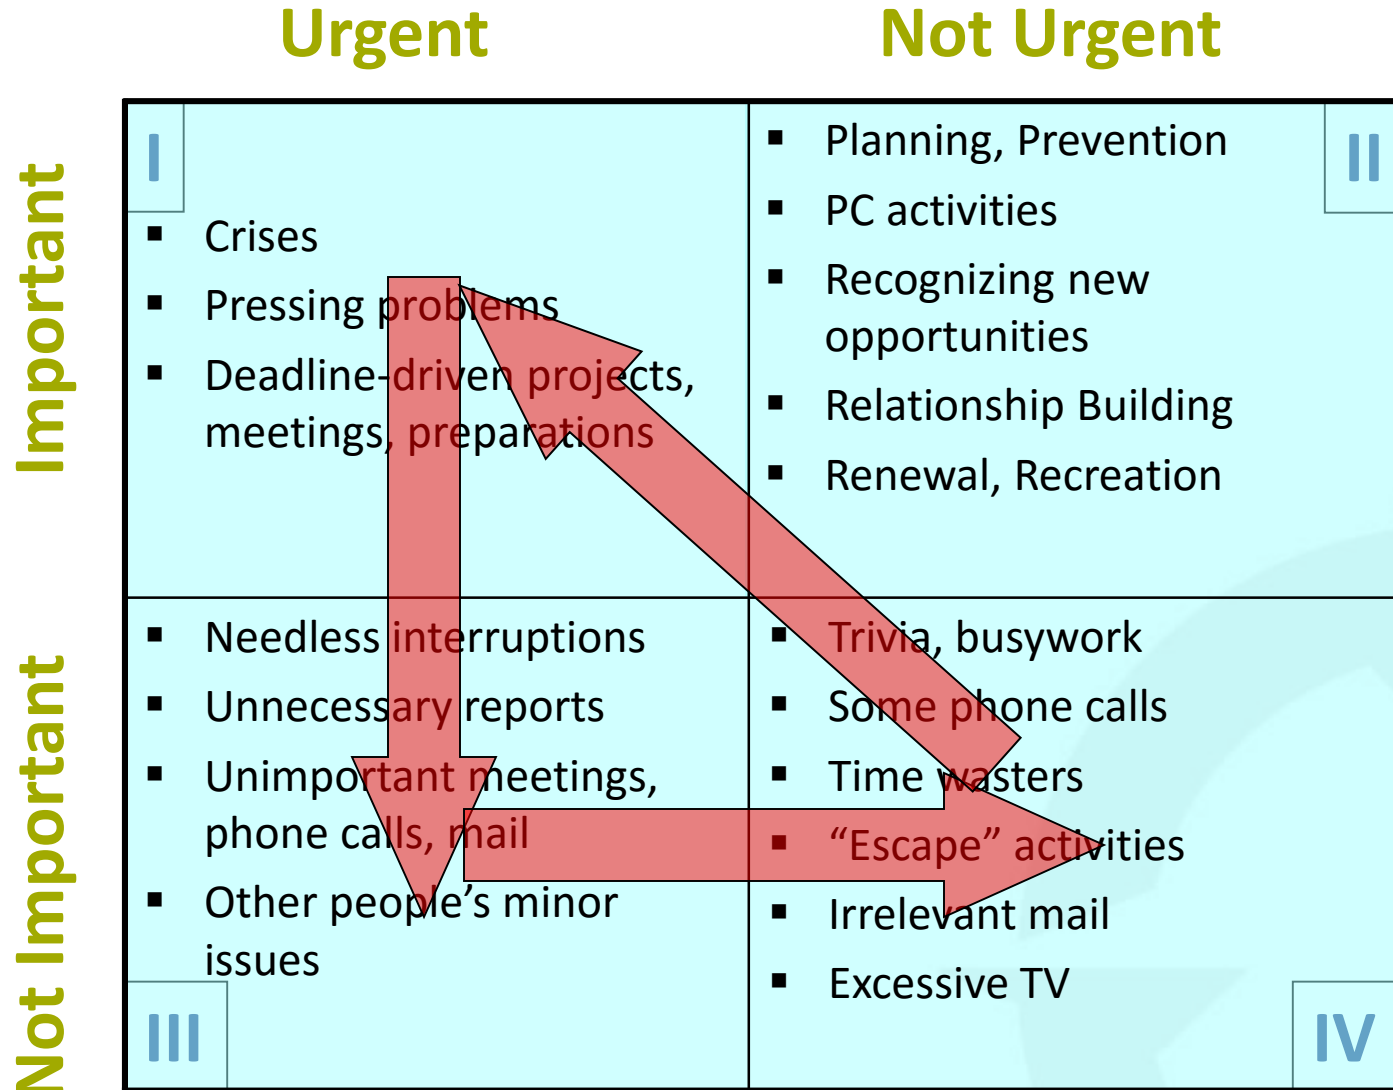 Urgent
Not Urgent
Important
I
▪ Crises
▪ Pressing problems
▪ Deadline-driven projects,
meetings, preparations
II
▪ Planning, Prevention
▪ PC activities
▪ Recognizing new
opportunities
▪ Relationship Building
▪ Renewal, Recreation
Not Important
▪ Needless interruptions
▪ Unnecessary reports
▪ Unimportant meetings,
phone calls, mail
▪ Other people’s minor
issues
III
▪ Trivia, busywork
▪ Some phone calls
▪ Time wasters
▪ “Escape” activities
▪ Irrelevant mail
▪ Excessive TV
IV